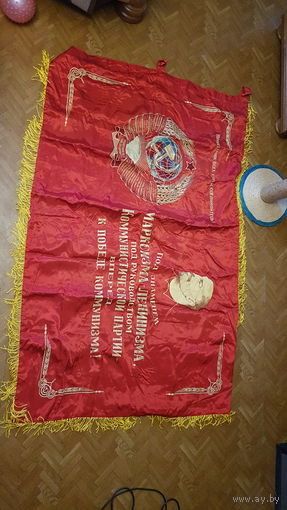 Под знаменем
МАРКСИЗМА-ЛЕНИНИЗМА,
ПОД РУКОВОДСТВОМ
КОММУНИСТИЧЕСКОЙ ПАРТИИ
ВПЕРЕД
К ПОБЕДЕ КОММУНИЗМА!
www.ay.by